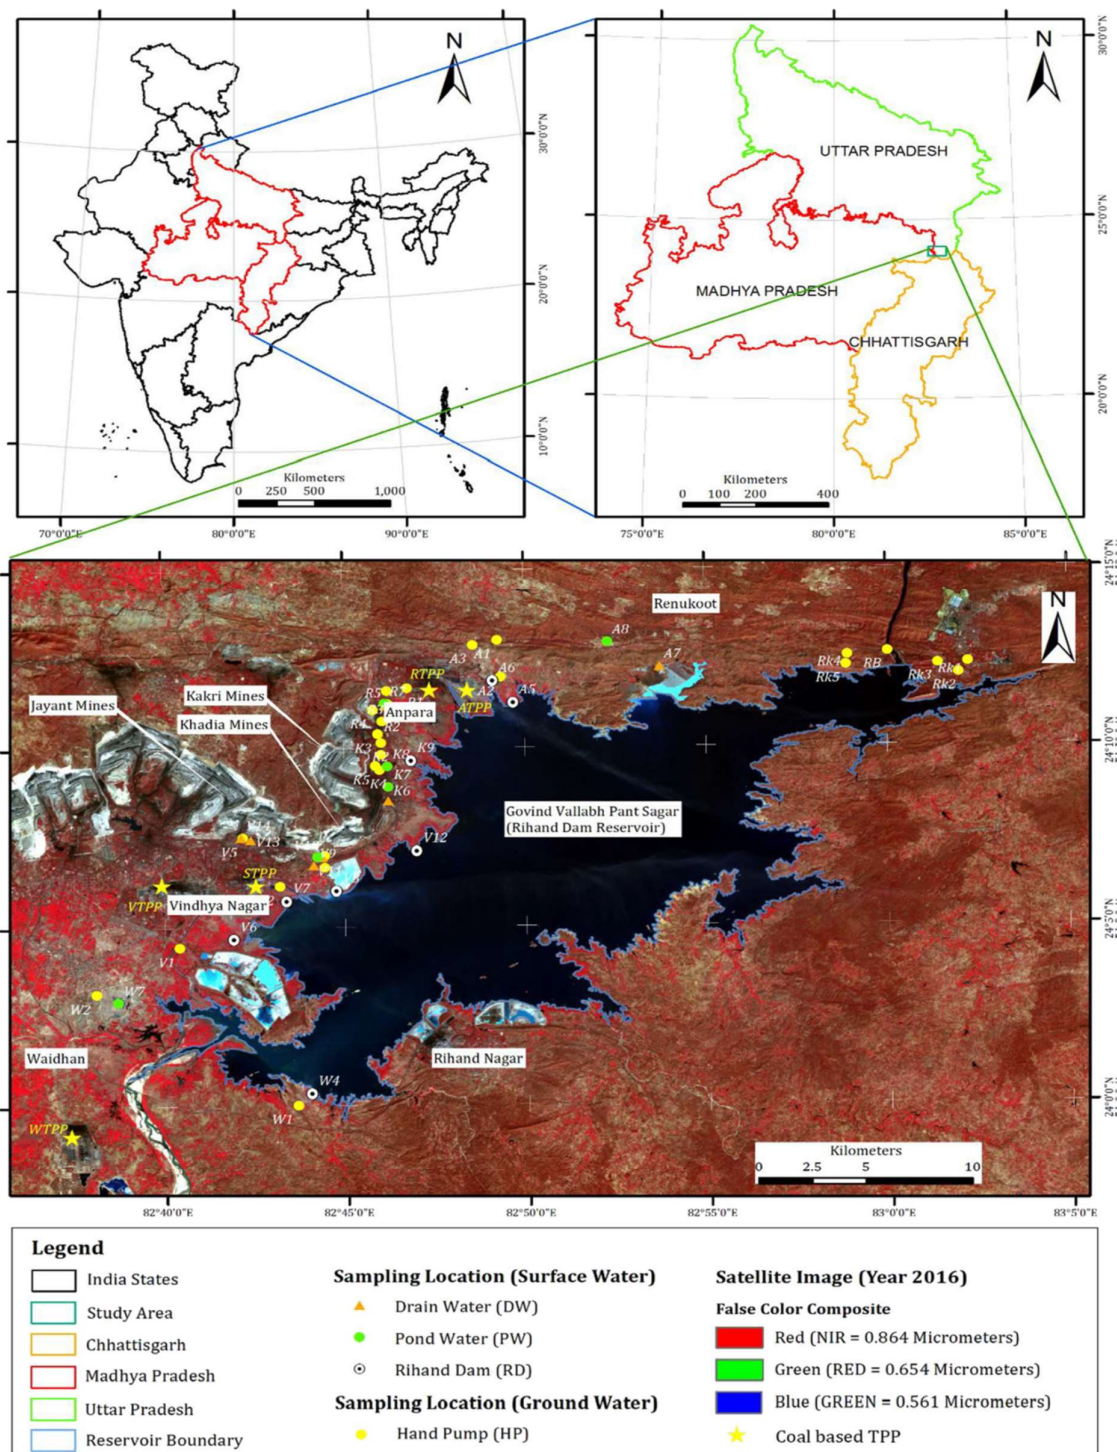 N
30°0'0"N
20°0'0"N
10°0'0"N
Kilometers
0 250 500 1,000
70°0'0"E 80°0'0"E 90°0'0"E
N
UTTAR PRADESH
MADHYA PRADESH
CHHATTISGARH
30°0'0"N
25°0'0"N
20°0'0"N
Kilometers
0 100 200 400
75°0'0"E 80°0'0"E 85°0'0"E
24°15'0"N
24°10'0"N
24°5'0"N
24°0'0"N
N
Renukoot
A8
A3 A1
A7
A6
A2
A5
RTPP
ATPP
Rk4
Rk5
RB
Rk3
Rk2
Kakri Mines
Jayant Mines
Khadia Mines
R5 R7
Anpara
R4 R2
K3 K8 K9
R5 K4 K7
K6
Govind Vallabh Pant Sagar
(Rihand Dam Reservoir)
V12
V5 V13
STPP
V7
VTPP
Vindhya Nagar
V6
V1
W2 W7
Waidhan
Rihand Nagar
W4
W1
WTPP
Kilometers
0 2.5 5 10
82°40'0"E 82°45'0"E 82°50'0"E 82°55'0"E 83°0'0"E 83°5'0"E
Legend
India States
Study Area
Chhattisgarh
Madhya Pradesh
Uttar Pradesh
Reservoir Boundary
Sampling Location (Surface Water)
Drain Water (DW)
Pond Water (PW)
Rihand Dam (RD)
Sampling Location (Ground Water)
Hand Pump (HP)
Satellite Image (Year 2016)
False Color Composite
Red (NIR = 0.864 Micrometers)
Green (RED = 0.654 Micrometers)
Blue (GREEN = 0.561 Micrometers)
Coal based TPP